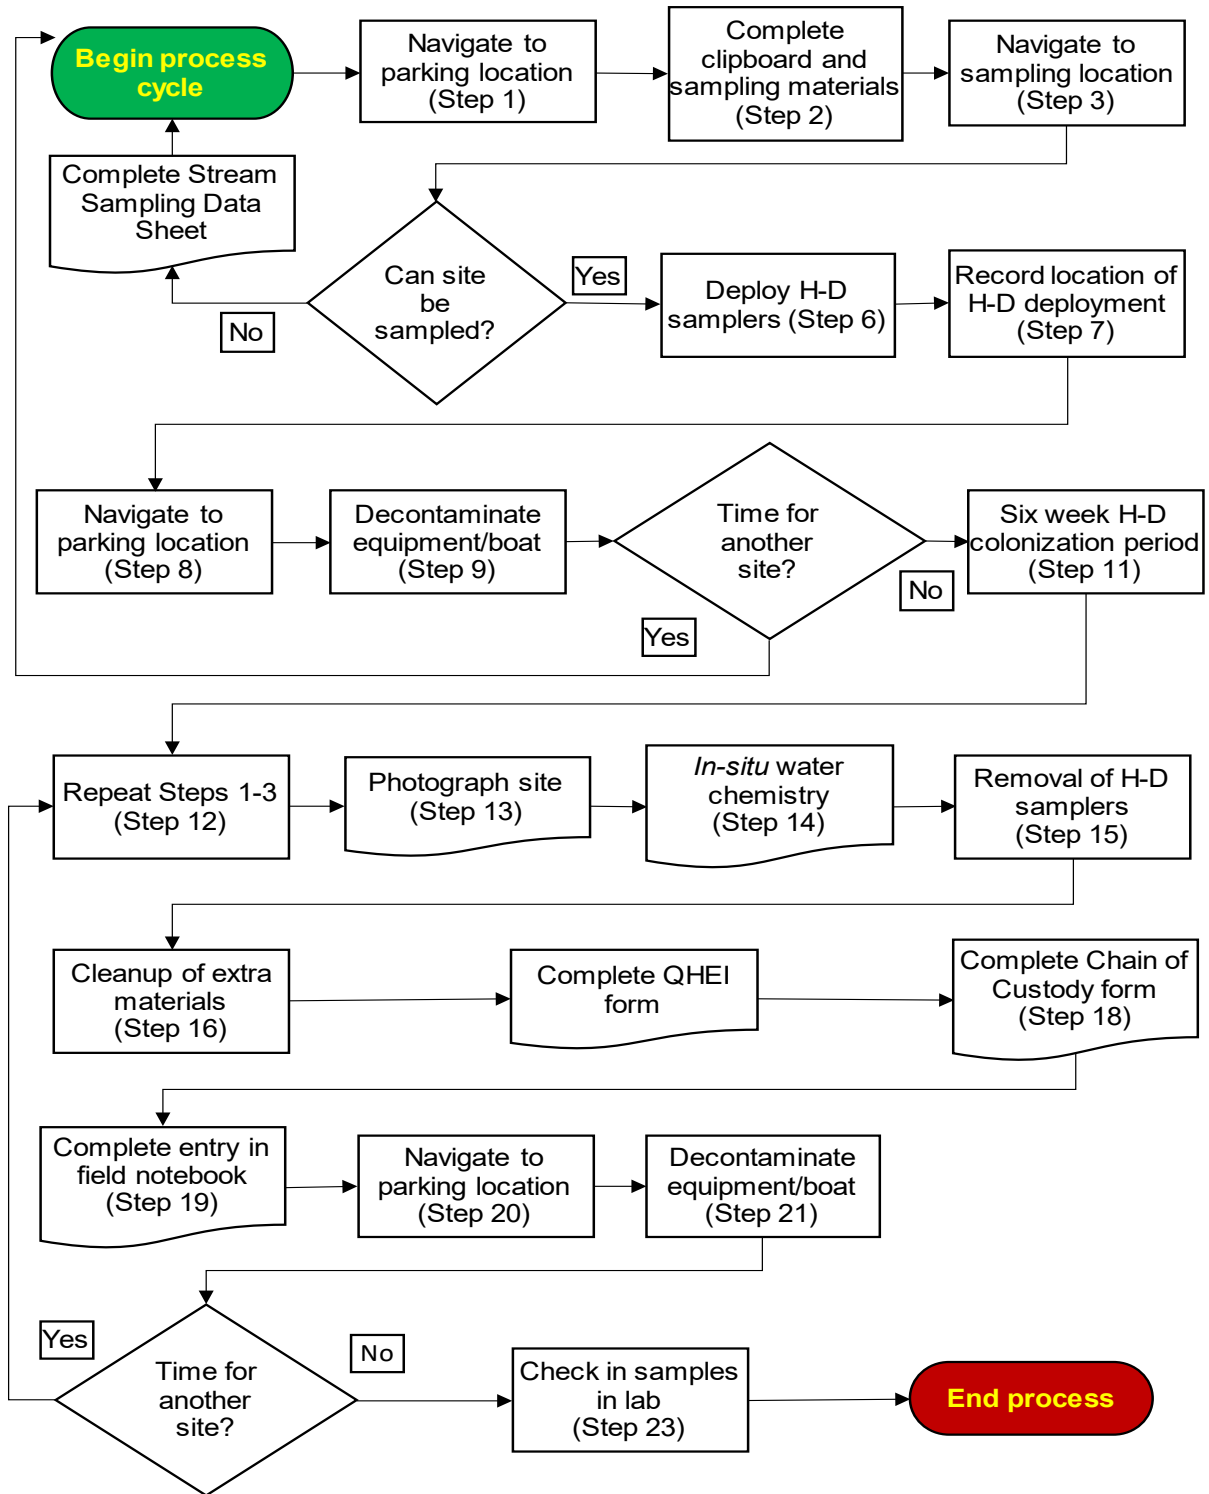 Begin process
cycle
Navigate to
parking location
(Step 1)
Complete
clipboard and
sampling materials
(Step 2)
Navigate to
sampling location
(Step 3)
Complete Stream
Sampling Data
Sheet
Can site
be
sampled?
No
Yes
Deploy H-D
samplers (Step 6)
Record location of
H-D deployment
(Step 7)
Navigate to
parking location
(Step 8)
Decontaminate
equipment/boat
(Step 9)
Time for
another
site?
Yes
No
Six week H-D
colonization period
(Step 11)
Repeat Steps 1-3
(Step 12)
Photograph site
(Step 13)
In-situ water
chemistry
(Step 14)
Removal of H-D
samplers
(Step 15)
Cleanup of extra
materials
(Step 16)
Complete QHEI
form
Complete Chain of
Custody form
(Step 18)
Complete entry in
field notebook
(Step 19)
Navigate to
parking location
(Step 20)
Decontaminate
equipment/boat
(Step 21)
Yes
Time for
another
site?
No
Check in samples
in lab
(Step 23)
End process